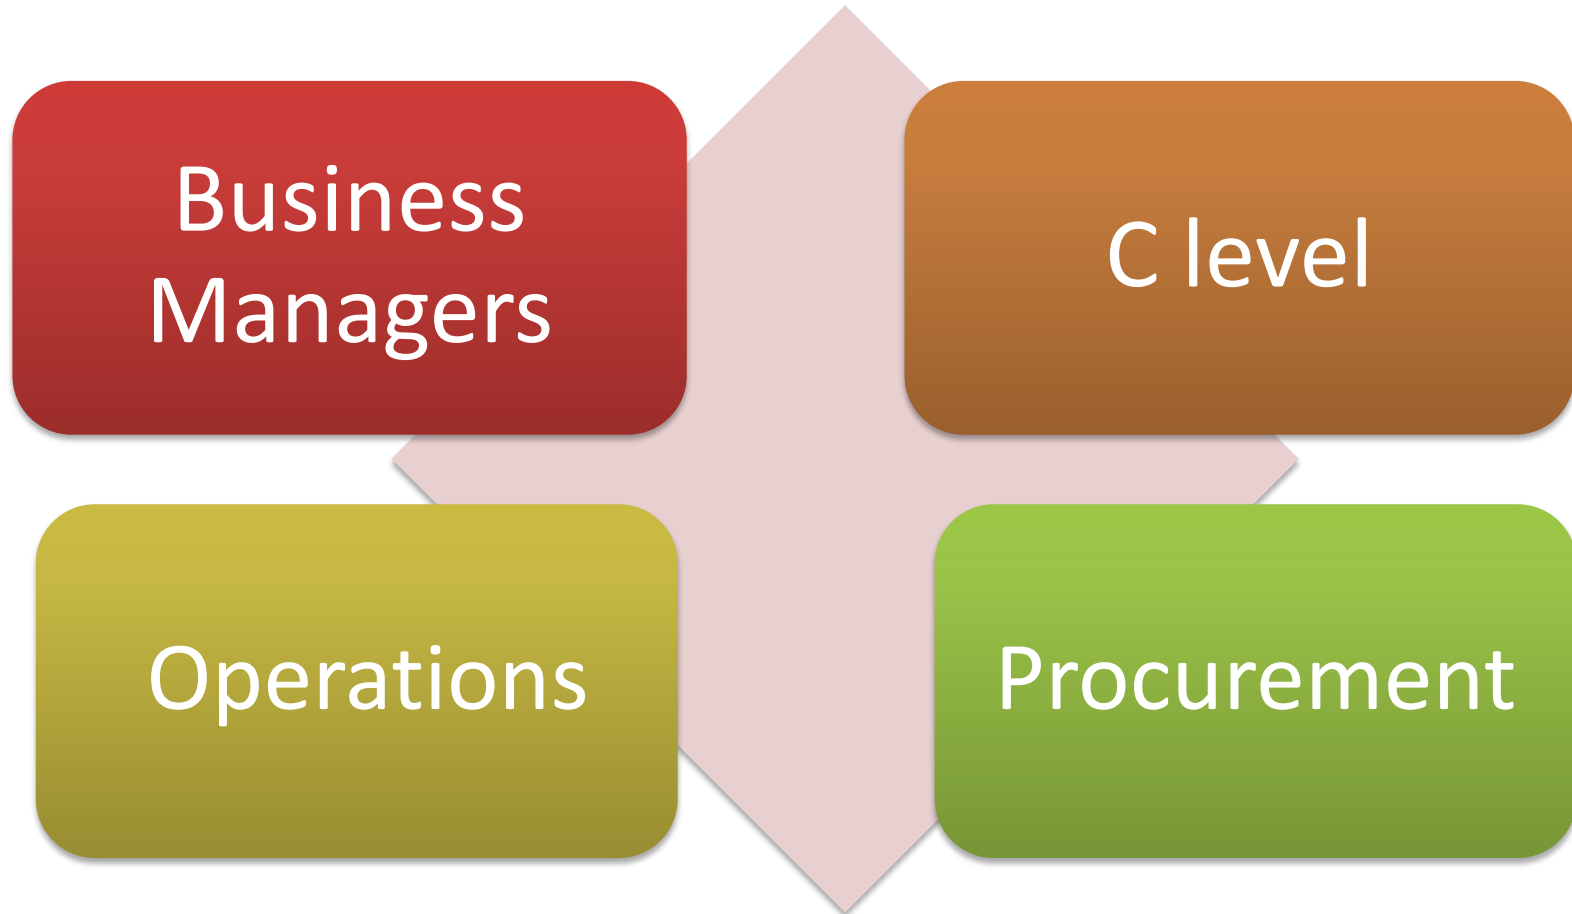 Business
Managers
C level
Operations
Procurement